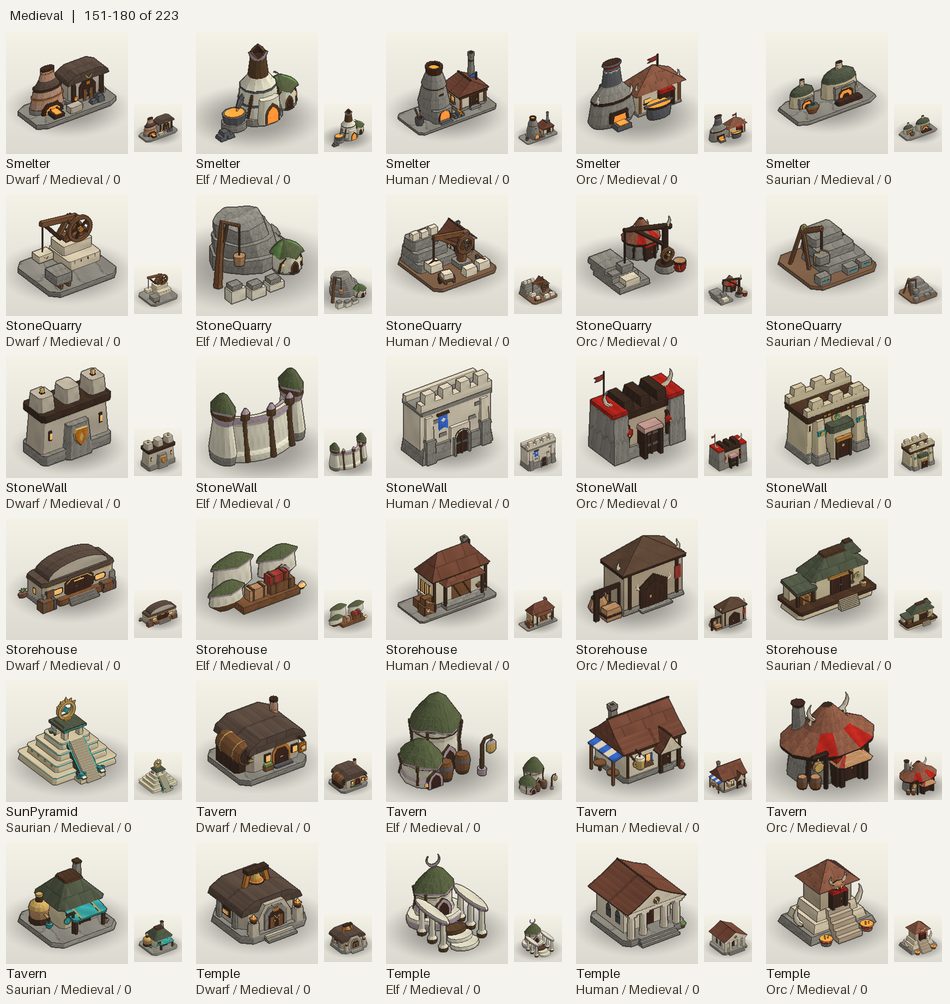 Medieval | 151-180 of 223
Smelter
Dwarf / Medieval / 0
Smelter
Elf / Medieval / 0
Smelter
Human / Medieval / 0
Smelter
Orc / Medieval / 0
Smelter
Saurian / Medieval / 0
StoneQuarry
Dwarf / Medieval / 0
StoneQuarry
Elf / Medieval / 0
StoneQuarry
Human / Medieval / 0
StoneQuarry
Orc / Medieval / 0
StoneQuarry
Saurian / Medieval / 0
StoneWall
Dwarf / Medieval / 0
StoneWall
Elf / Medieval / 0
StoneWall
Human / Medieval / 0
StoneWall
Orc / Medieval / 0
StoneWall
Saurian / Medieval / 0
Storehouse
Dwarf / Medieval / 0
Storehouse
Elf / Medieval / 0
Storehouse
Human / Medieval / 0
Storehouse
Orc / Medieval / 0
Storehouse
Saurian / Medieval / 0
SunPyramid
Saurian / Medieval / 0
Tavern
Dwarf / Medieval / 0
Tavern
Elf / Medieval / 0
Tavern
Human / Medieval / 0
Tavern
Orc / Medieval / 0
Tavern
Saurian / Medieval / 0
Temple
Dwarf / Medieval / 0
Temple
Elf / Medieval / 0
Temple
Human / Medieval / 0
Temple
Orc / Medieval / 0